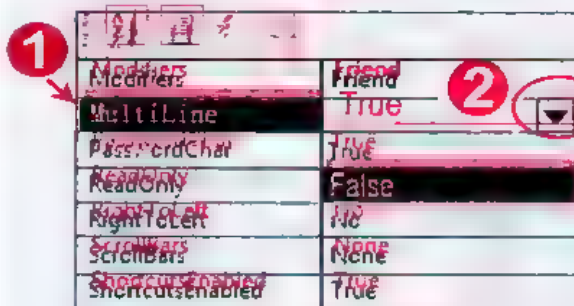 1
Modifiers Friend
MultiLine True 2
PasswordChar True
ReadOnly False
RightToLeft No
ScrollBars None
ShortcutsEnabled True